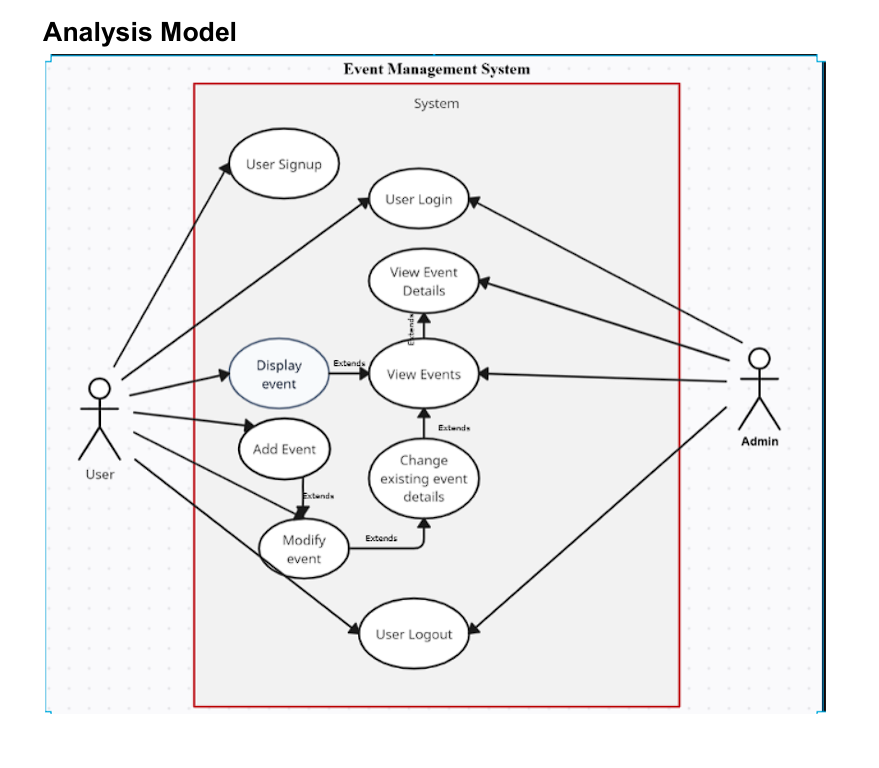 Analysis Model
Event Management System
System
User Signup
User Login
View Event
Details
Extends
Display
event
Extends
View Events
Add Event
Extends
Change
existing event
details
Extends
Modify
event
Extends
User Logout
User
Admin